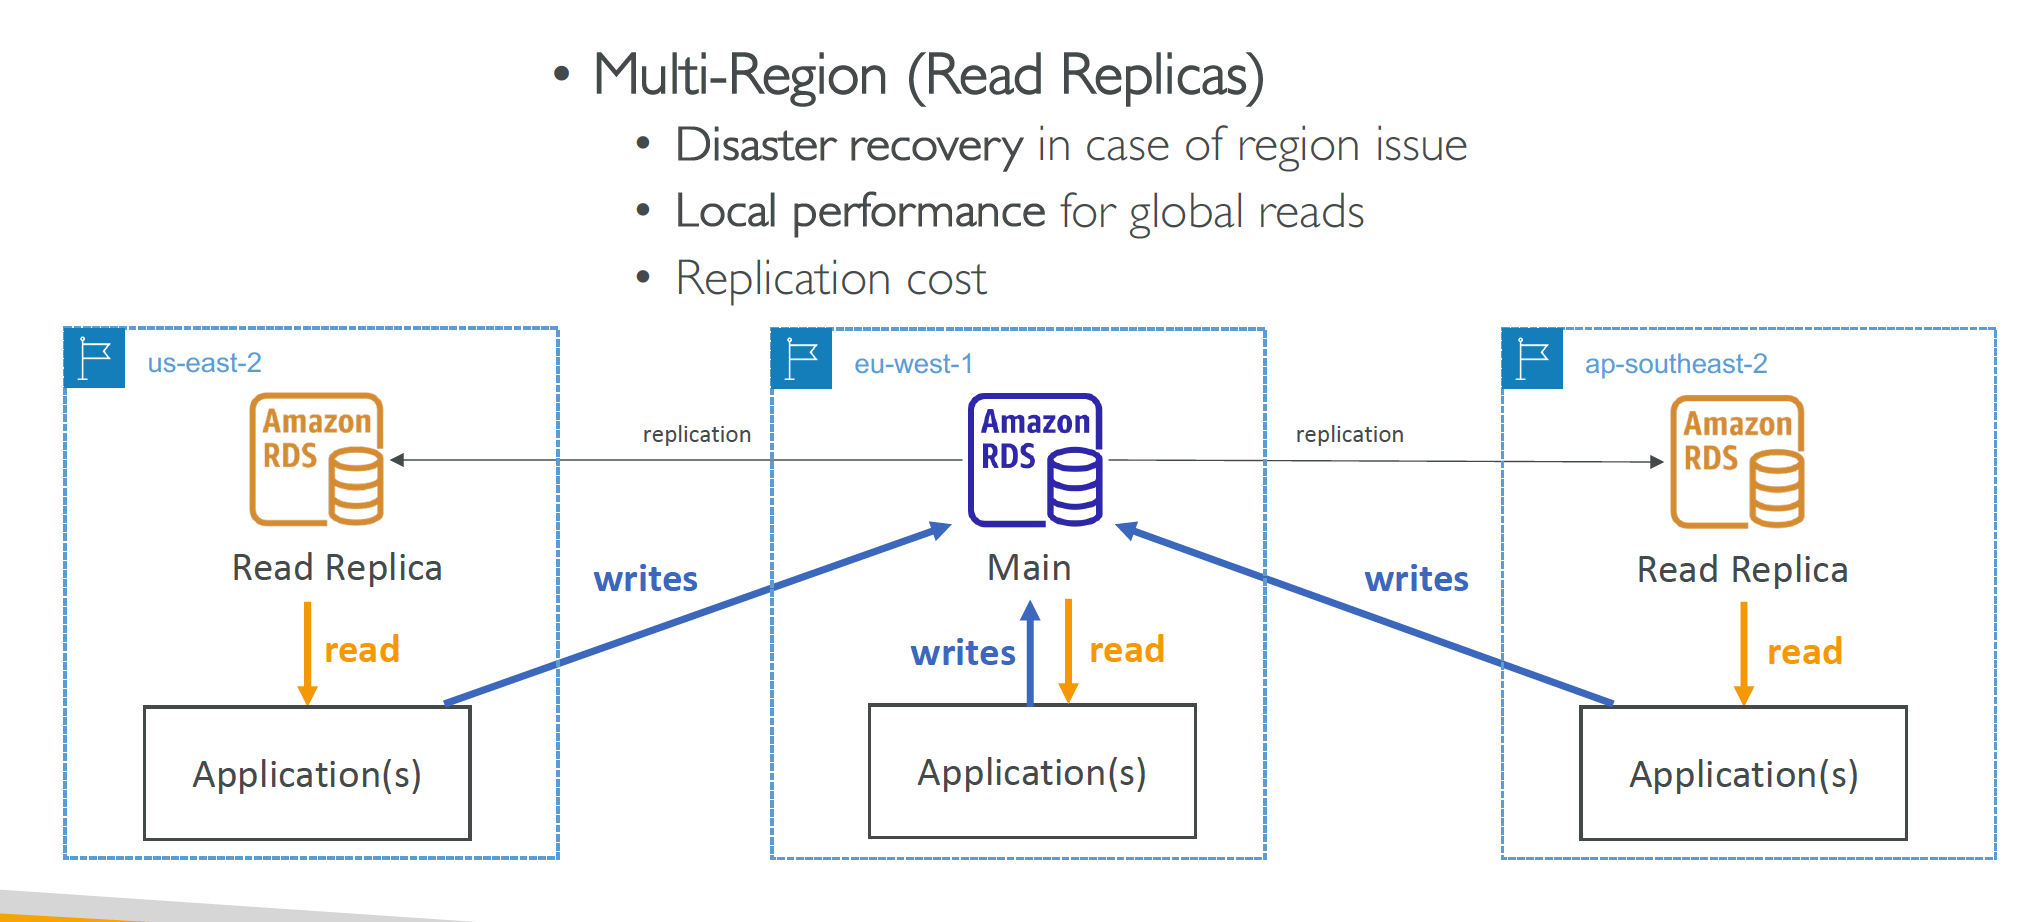 • Multi-Region (Read Replicas)
• Disaster recovery in case of region issue
• Local performance for global reads
• Replication cost
us-east-2
eu-west-1
ap-southeast-2
Amazon
RDS
replication
Amazon
RDS
replication
Amazon
RDS
Read Replica
Main
Read Replica
writes
writes
read
writes
read
read
Application(s)
Application(s)
Application(s)